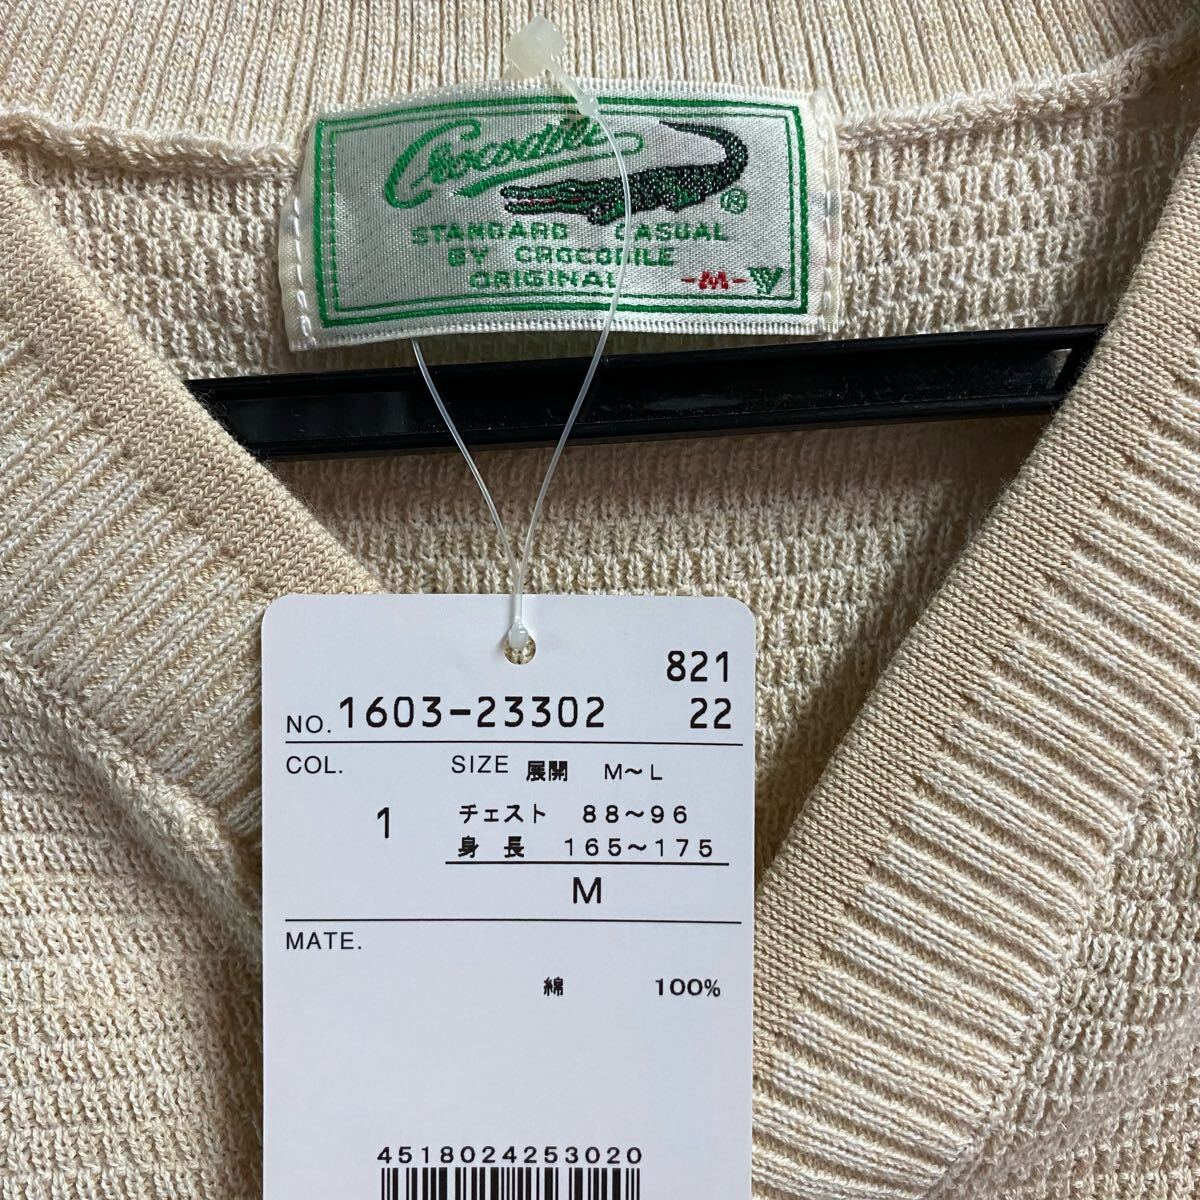 Crocodile
®
STANDARD CASUAL
BY CROCODILE
ORIGINAL -M-
821
NO. 1603-23302 22
COL. SIZE 展開 M～L
1 チェスト 88～96
身長 165～175
M
MATE.
綿 100%
4518024253020